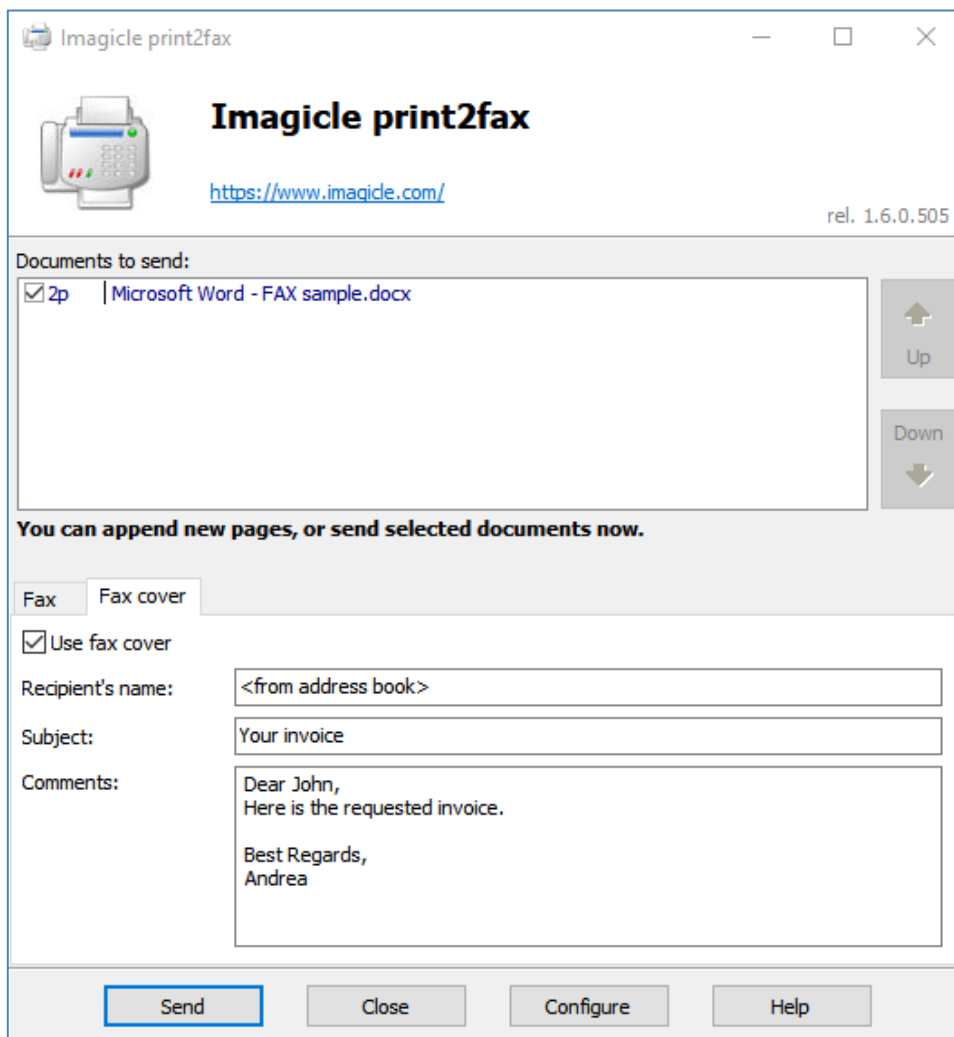 Imagicle print2fax
Imagicle print2fax
https://www.imagicle.com/
rel. 1.6.0.505
Documents to send:
2p Microsoft Word - FAX sample.docx
Up
Down
You can append new pages, or send selected documents now.
Fax Fax cover
Use fax cover
Recipient's name: <from address book>
Subject: Your invoice
Comments: Dear John,
Here is the requested invoice.
Best Regards,
Andrea
Send Close Configure Help